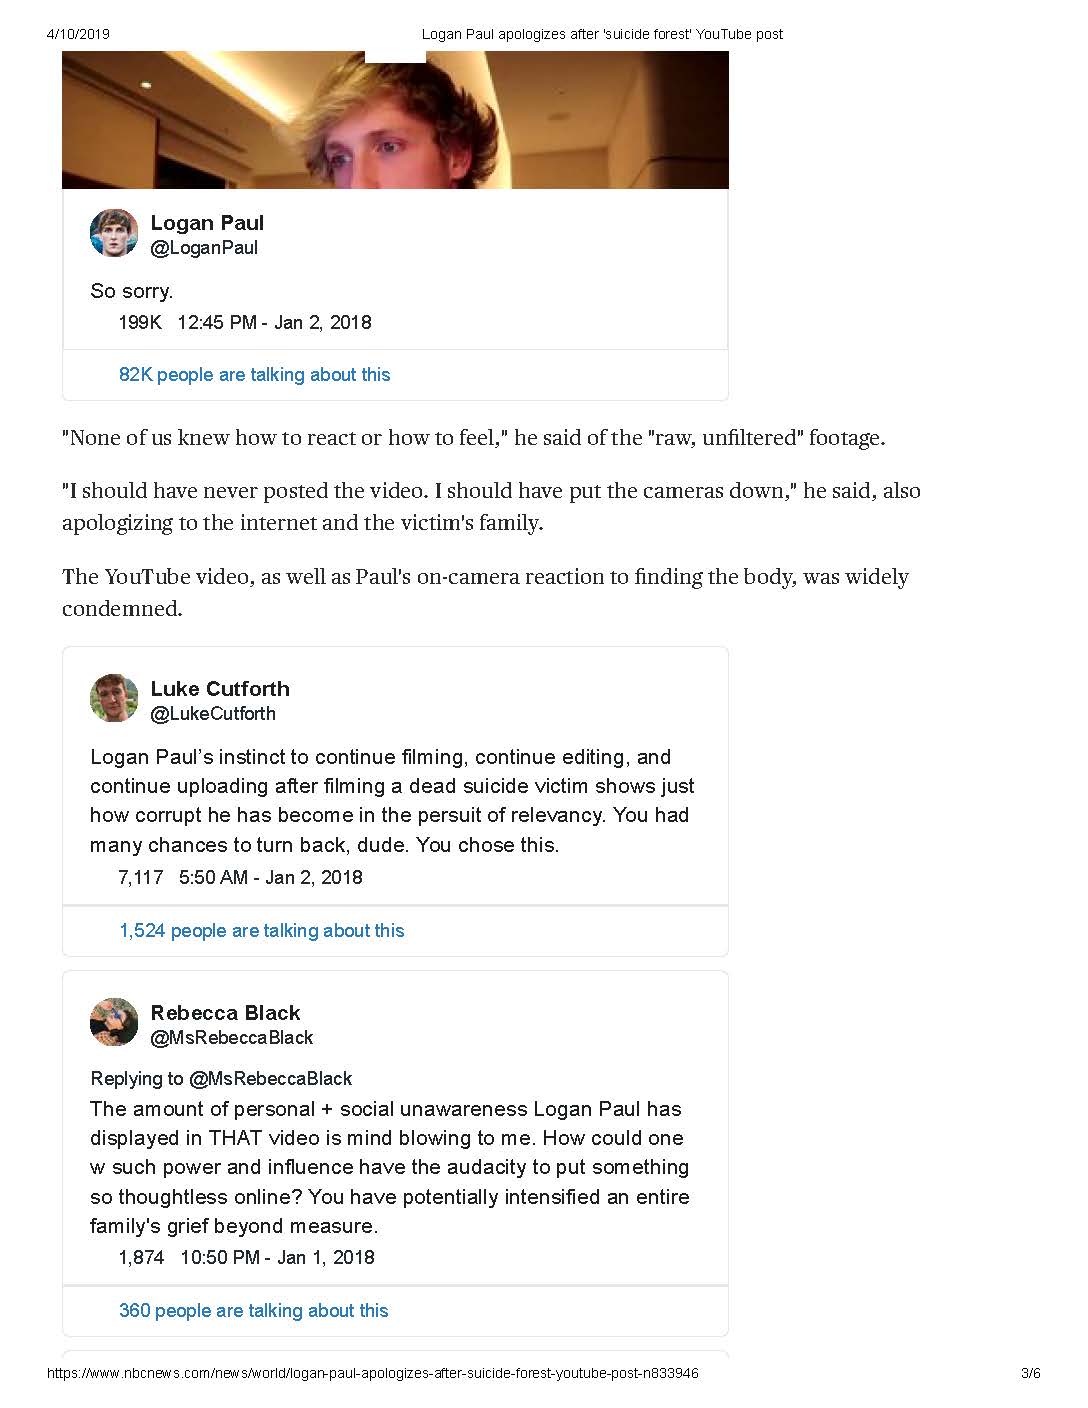 4/10/2019 Logan Paul apologizes after 'suicide forest' YouTube post
Logan Paul
@LoganPaul
So sorry.
199K 12:45 PM - Jan 2, 2018
82K people are talking about this
"None of us knew how to react or how to feel," he said of the "raw, unfiltered" footage.
"I should have never posted the video. I should have put the cameras down," he said, also
apologizing to the internet and the victim's family.
The YouTube video, as well as Paul's on-camera reaction to finding the body, was widely
condemned.
Luke Cutforth
@LukeCutforth
Logan Paul’s instinct to continue filming, continue editing, and
continue uploading after filming a dead suicide victim shows just
how corrupt he has become in the persuit of relevancy. You had
many chances to turn back, dude. You chose this.
7,117 5:50 AM - Jan 2, 2018
1,524 people are talking about this
Rebecca Black
@MsRebeccaBlack
Replying to @MsRebeccaBlack
The amount of personal + social unawareness Logan Paul has
displayed in THAT video is mind blowing to me. How could one
w such power and influence have the audacity to put something
so thoughtless online? You have potentially intensified an entire
family's grief beyond measure.
1,874 10:50 PM - Jan 1, 2018
360 people are talking about this
https://www.nbcnews.com/news/world/logan-paul-apologizes-after-suicide-forest-youtube-post-n833946 3/6